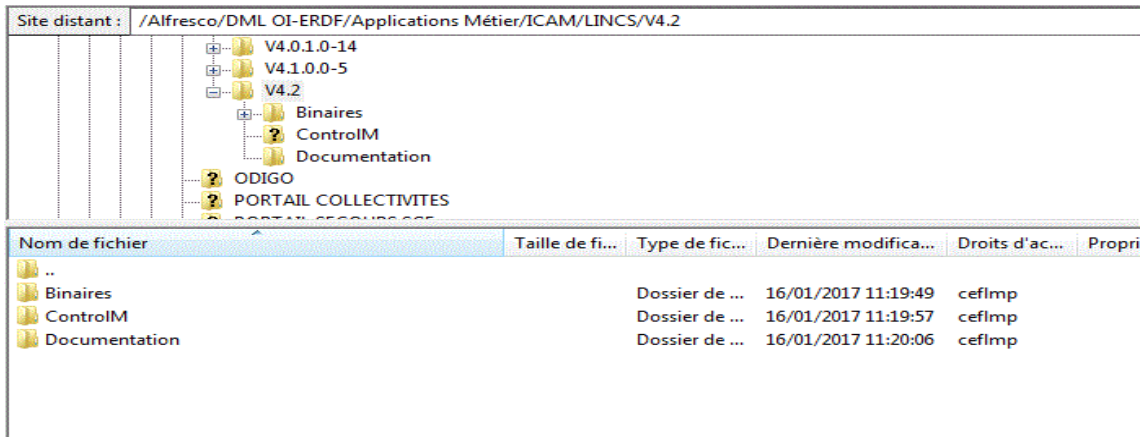 Site distant : /Alfresco/DML OI-ERDF/Applications Métier/ICAM/LINCS/V4.2
V4.0.1.0-14
V4.1.0.0-5
V4.2
Binaires
ControlM
Documentation
ODIGO
PORTAIL COLLECTIVITES
Nom de fichier Taille de fi... Type de fic... Dernière modifica... Droits d'ac... Propri
..
Binaires Dossier de ... 16/01/2017 11:19:49 ceflmp
ControlM Dossier de ... 16/01/2017 11:19:57 ceflmp
Documentation Dossier de ... 16/01/2017 11:20:06 ceflmp